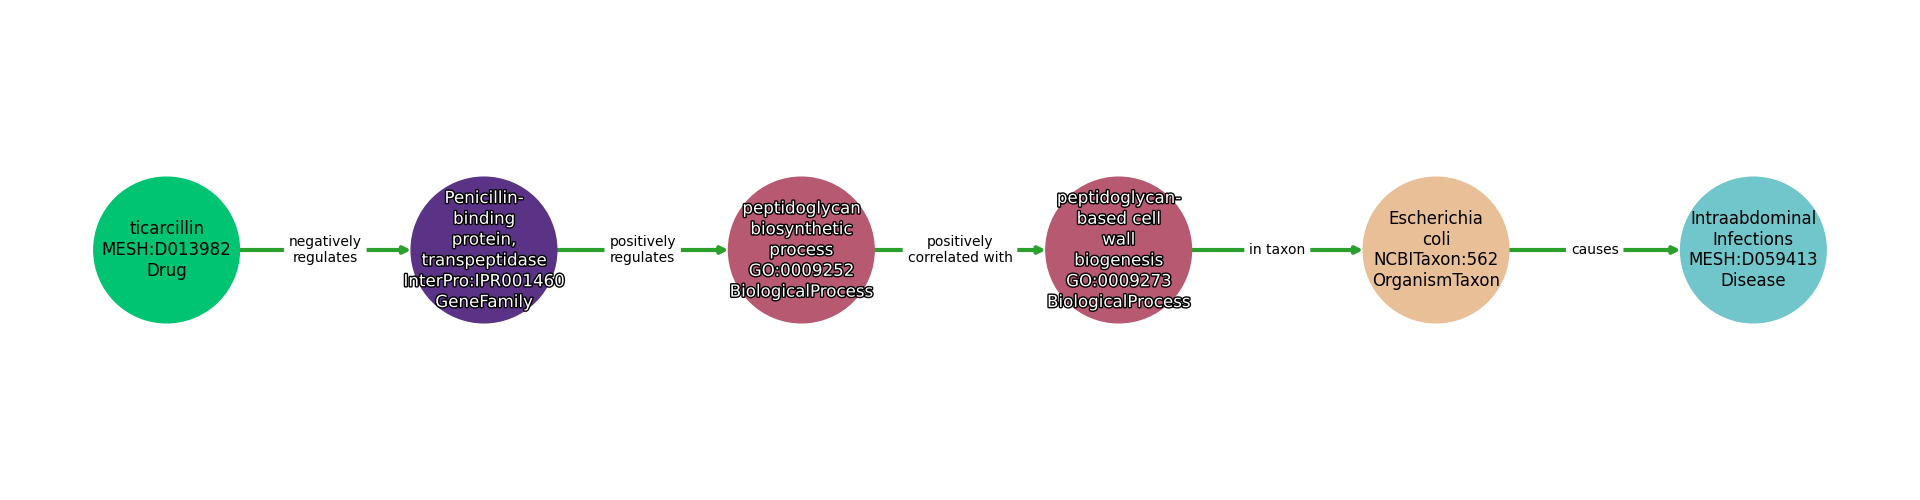 ticarcillin
MESH:D013982
Drug
negatively
regulates
Penicillin-
binding
protein,
transpeptidase
InterPro:IPR001460
GeneFamily
positively
regulates
peptidoglycan
biosynthetic
process
GO:0009252
BiologicalProcess
positively
correlated with
peptidoglycan-
based cell
wall
biogenesis
GO:0009273
BiologicalProcess
in taxon
Escherichia
coli
NCBITaxon:562
OrganismTaxon
causes
Intraabdominal
Infections
MESH:D059413
Disease